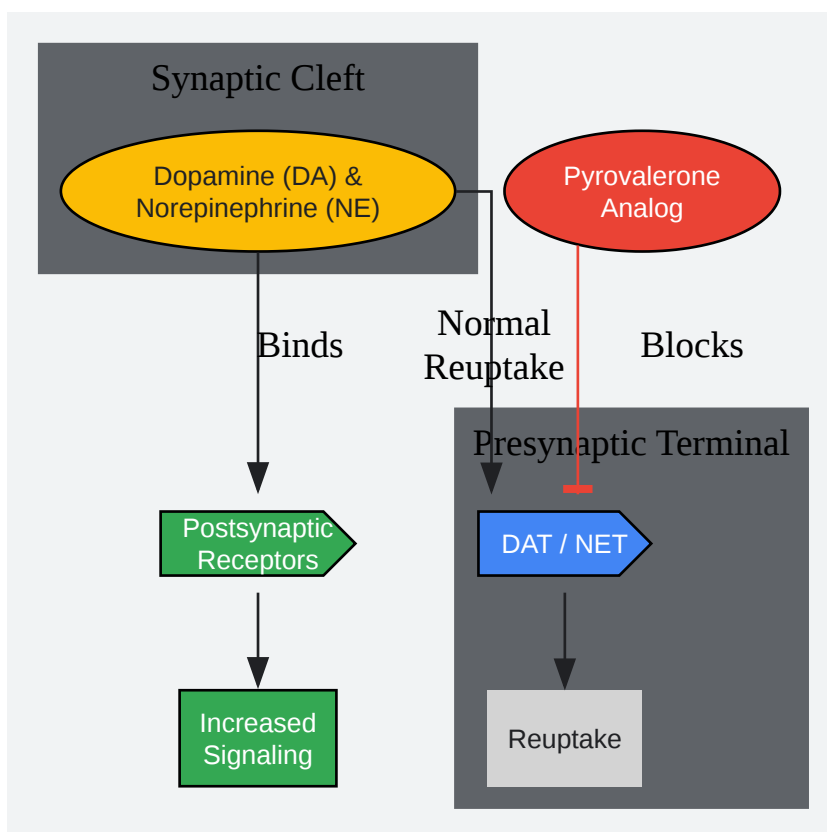 Synaptic Cleft
Dopamine (DA) &
Norepinephrine (NE)
Pyrovalerone
Analog
Binds
Normal
Reuptake
Blocks
Presynaptic Terminal
Postsynaptic
Receptors
DAT / NET
Increased
Signaling
Reuptake